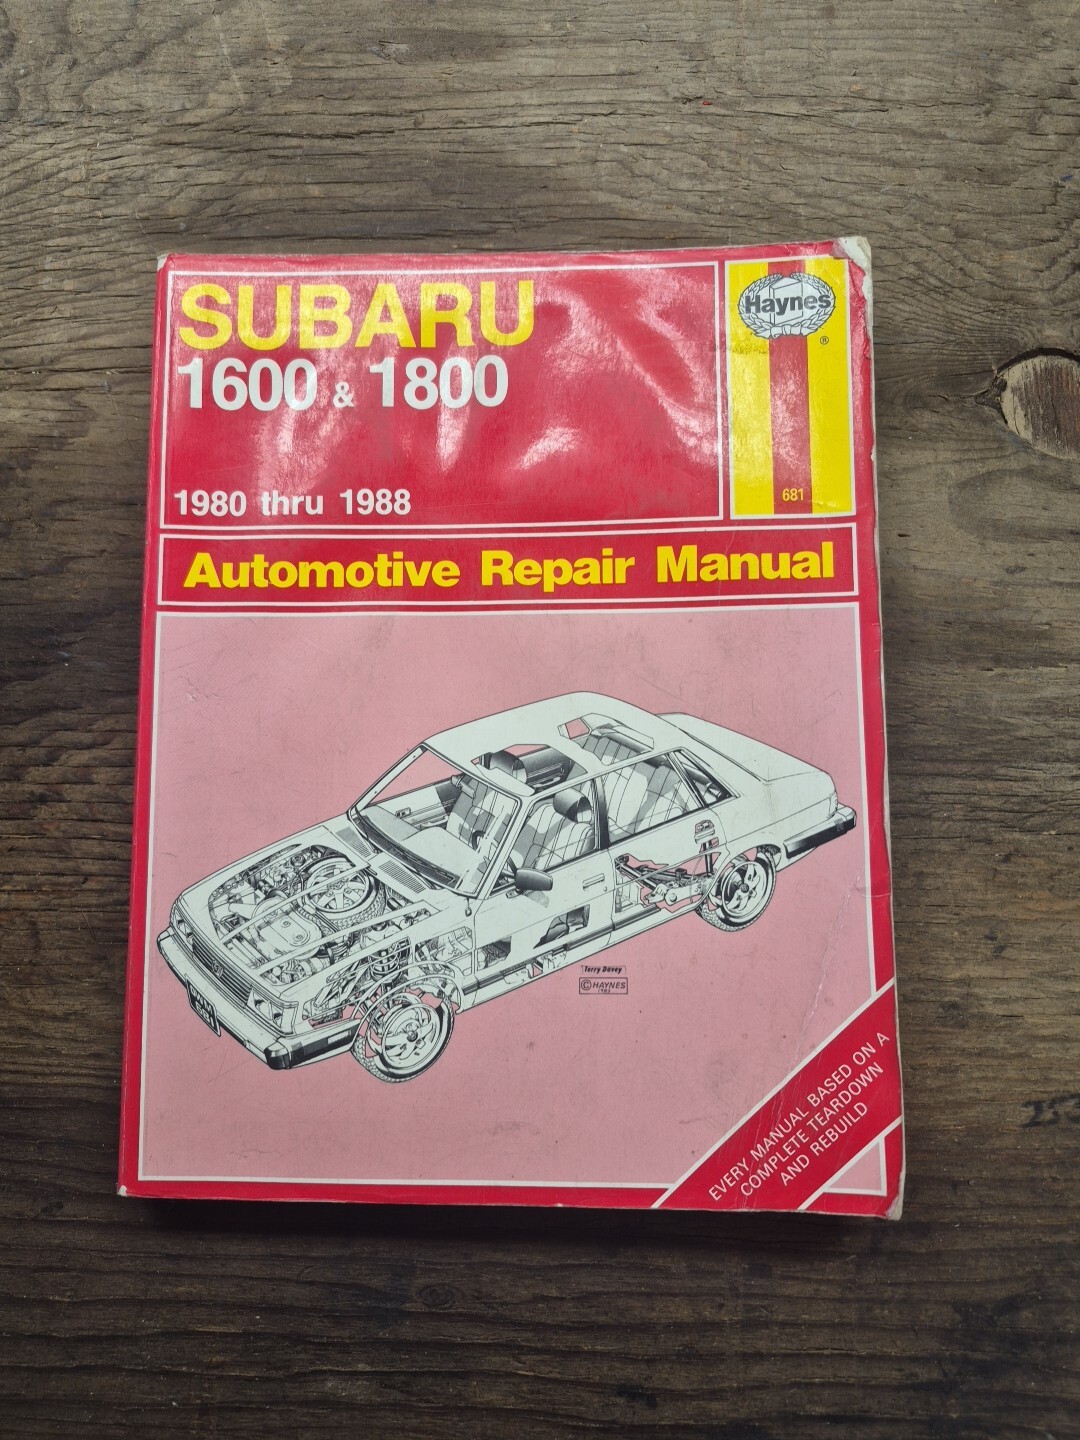 SUBARU
1600 & 1800
1980 thru 1988
Haynes
®
681
Automotive Repair Manual
Terry Davey
© HAYNES
EVERY MANUAL BASED ON A
COMPLETE TEARDOWN
AND REBUILD